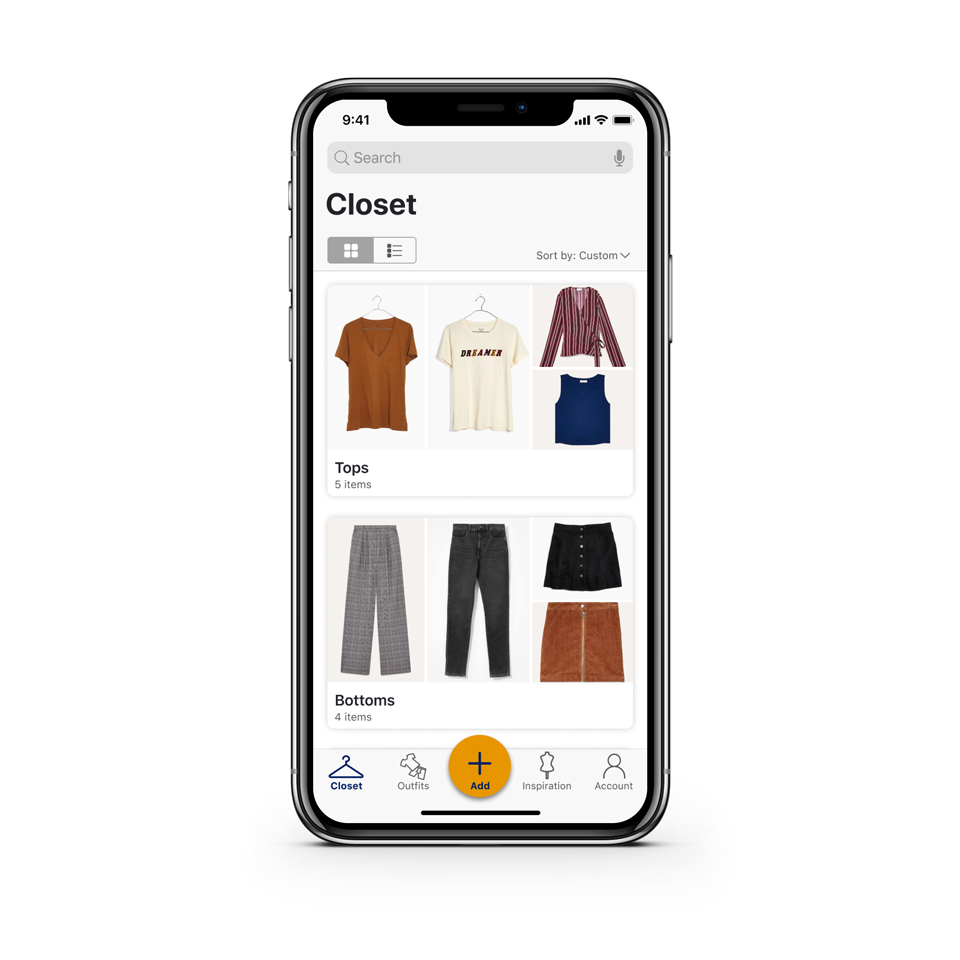 9:41
Search
Closet
Sort by: Custom
DREAMER
Tops
5 items
Bottoms
4 items
Closet
Outfits
Add
Inspiration
Account